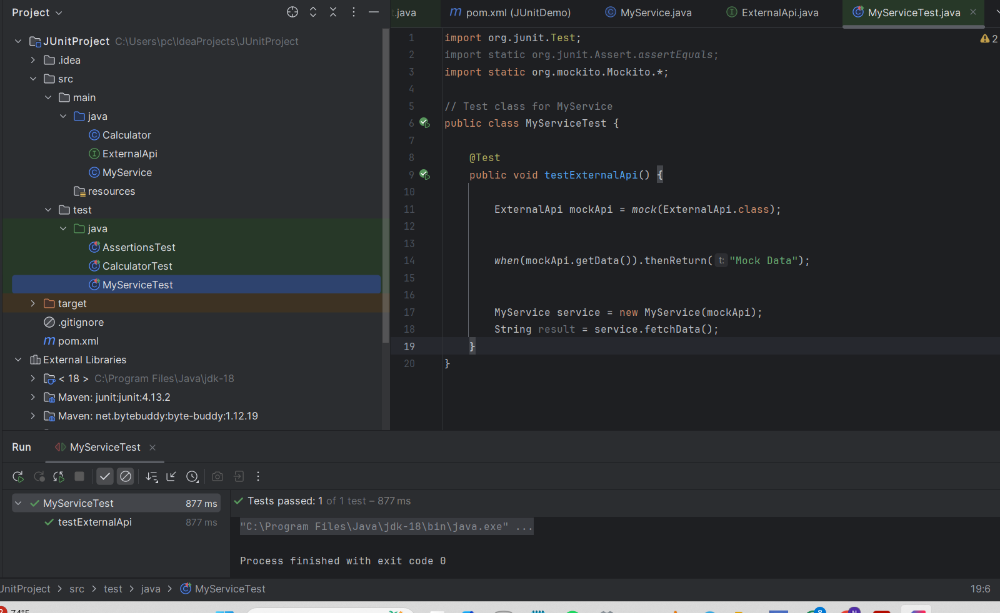 Project
.java
pom.xml (JUnitDemo)
MyService.java
ExternalApi.java
MyServiceTest.java
JUnitProject C:\Users\pc\IdeaProjects\JUnitProject
.idea
src
main
java
Calculator
ExternalApi
MyService
resources
test
java
AssertionsTest
CalculatorTest
MyServiceTest
target
.gitignore
pom.xml
External Libraries
< 18 > C:\Program Files\Java\jdk-18
Maven: junit:junit:4.13.2
Maven: net.bytebuddy:byte-buddy:1.12.19
2
1 import org.junit.Test;
2 import static org.junit.Assert.assertEquals;
3 import static org.mockito.Mockito.*;
4
5 // Test class for MyService
6 public class MyServiceTest {
7
8 @Test
9 public void testExternalApi() {
10
11 ExternalApi mockApi = mock(ExternalApi.class);
12
13
14 when(mockApi.getData()).thenReturn( t: "Mock Data");
15
16
17 MyService service = new MyService(mockApi);
18 String result = service.fetchData();
19 }
20 }
Run MyServiceTest
MyServiceTest 877 ms
testExternalApi 877 ms
Tests passed: 1 of 1 test – 877 ms
"C:\Program Files\Java\jdk-18\bin\java.exe" ...
Process finished with exit code 0
JnitProject > src > test > java > MyServiceTest
19:6